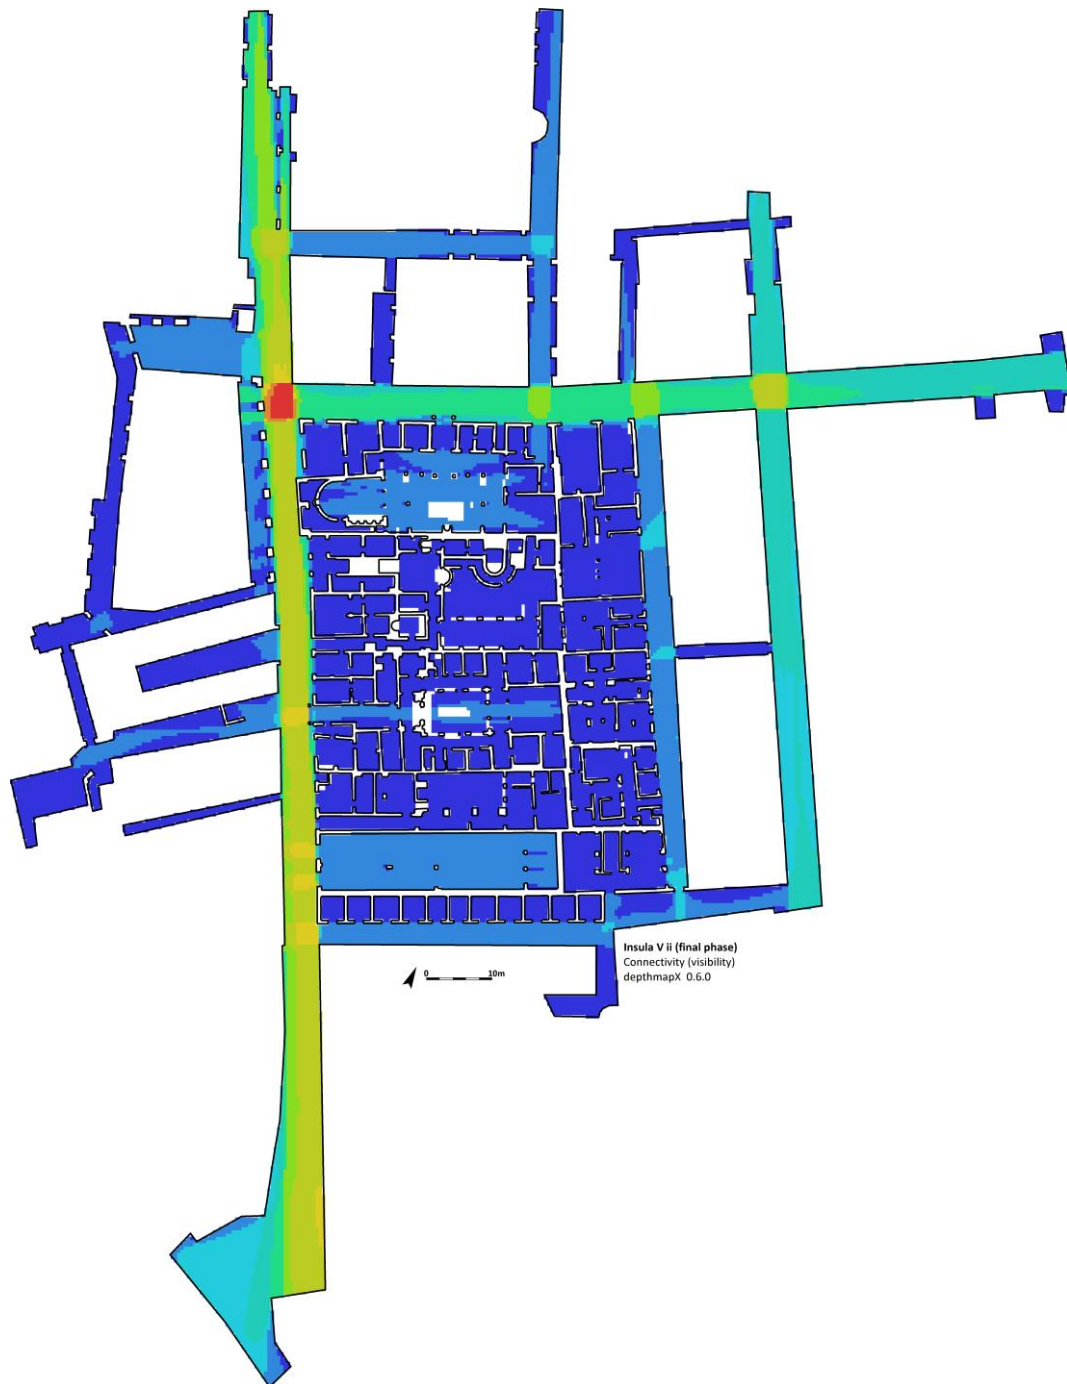 Insula V ii (final phase)
Connectivity (visibility)
depthmapX 0.6.0
0 10m